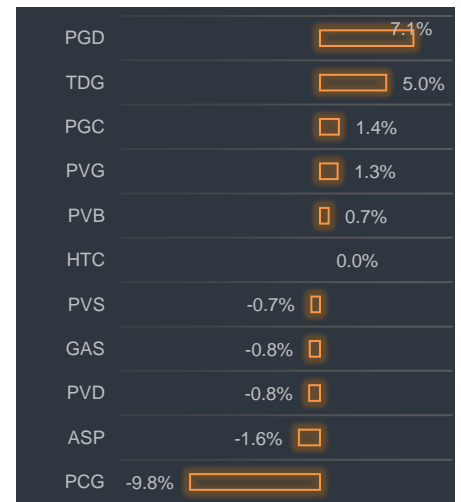 PGD 7.1%
TDG 5.0%
PGC 1.4%
PVG 1.3%
PVB 0.7%
HTC 0.0%
PVS -0.7%
GAS -0.8%
PVD -0.8%
ASP -1.6%
PCG -9.8%